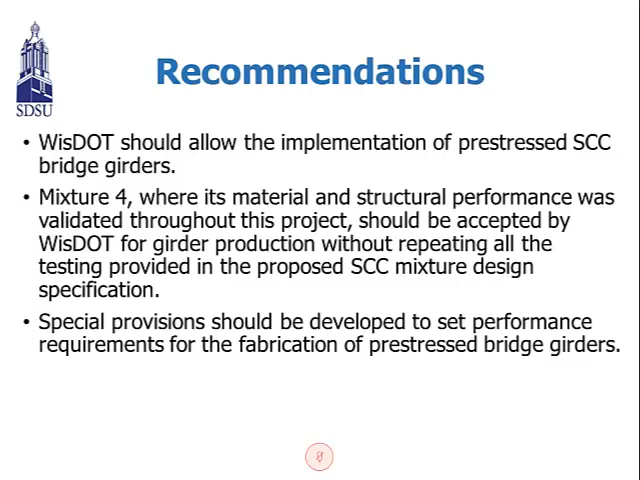 SDSU
Recommendations
• WisDOT should allow the implementation of prestressed SCC
bridge girders.
• Mixture 4, where its material and structural performance was
validated throughout this project, should be accepted by
WisDOT for girder production without repeating all the
testing provided in the proposed SCC mixture design
specification.
• Special provisions should be developed to set performance
requirements for the fabrication of prestressed bridge girders.